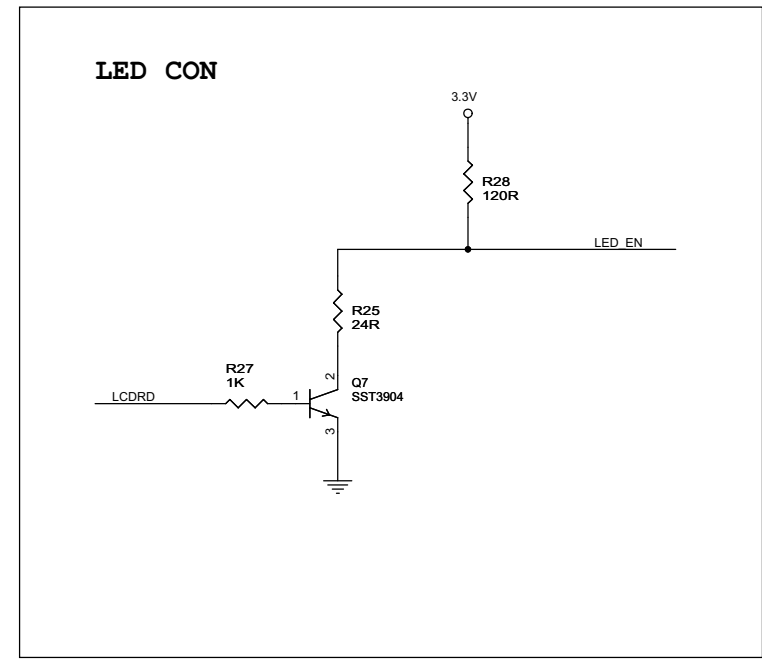 LED CON
3.3V
R28
120R
LED_EN
R25
24R
R27
1K
2
Q7
SST3904
1
LCDRD
3